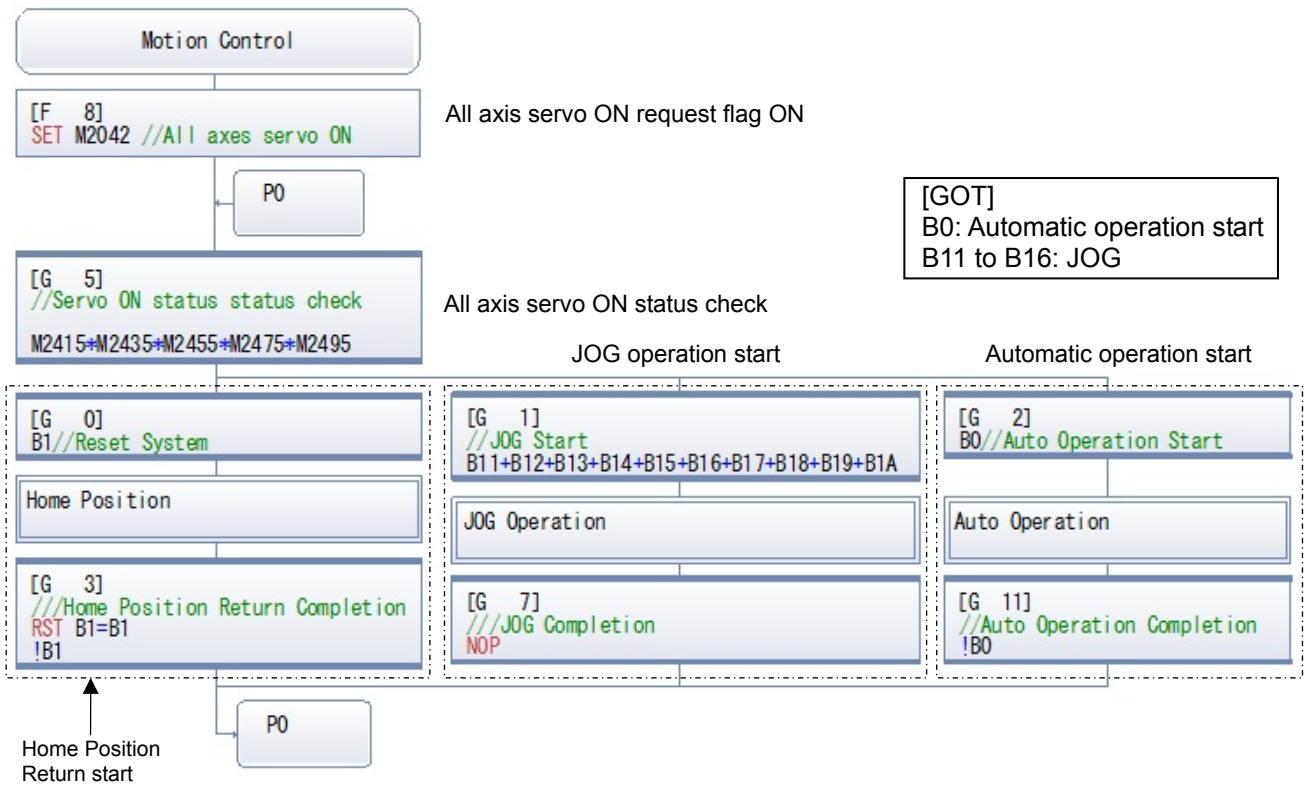 Motion Control
[F   8]
SET M2042 //All axes servo ON
All axis servo ON request flag ON
P0
[GOT]
B0: Automatic operation start
B11 to B16: JOG
[G   5]
//Servo ON status status check
M2415*M2435*M2455*M2475*M2495
All axis servo ON status check
JOG operation start
Automatic operation start
[G   0]
B1//Reset System
Home Position
[G   3]
///Home Position Return Completion
RST B1=B1
!B1
[G   1]
//JOG Start
B11+B12+B13+B14+B15+B16+B17+B18+B19+B1A
JOG Operation
[G   7]
///JOG Completion
NOP
[G   2]
B0//Auto Operation Start
Auto Operation
[G  11]
//Auto Operation Completion
!B0
P0
Home Position
Return start